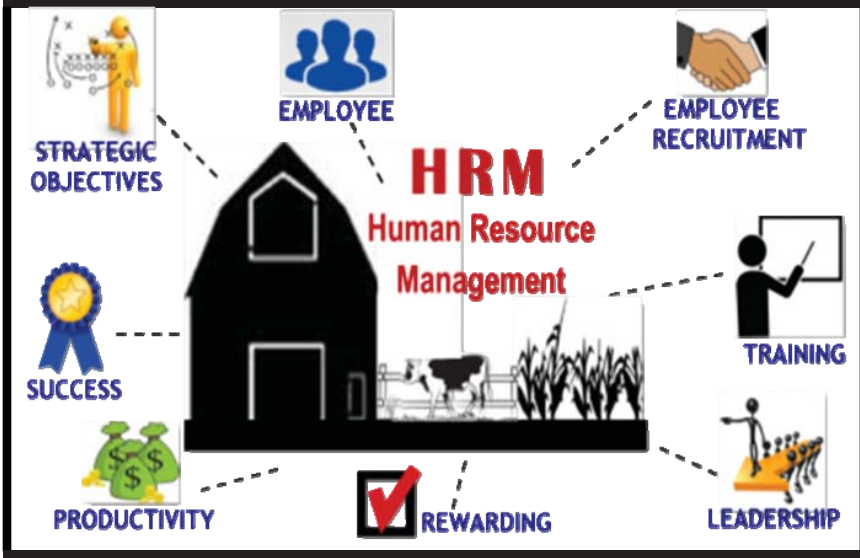 EMPLOYEE
EMPLOYEE
RECRUITMENT
STRATEGIC
OBJECTIVES
HRM
Human Resource
Management
TRAINING
SUCCESS
$
$
$
PRODUCTIVITY
REWARDING
LEADERSHIP